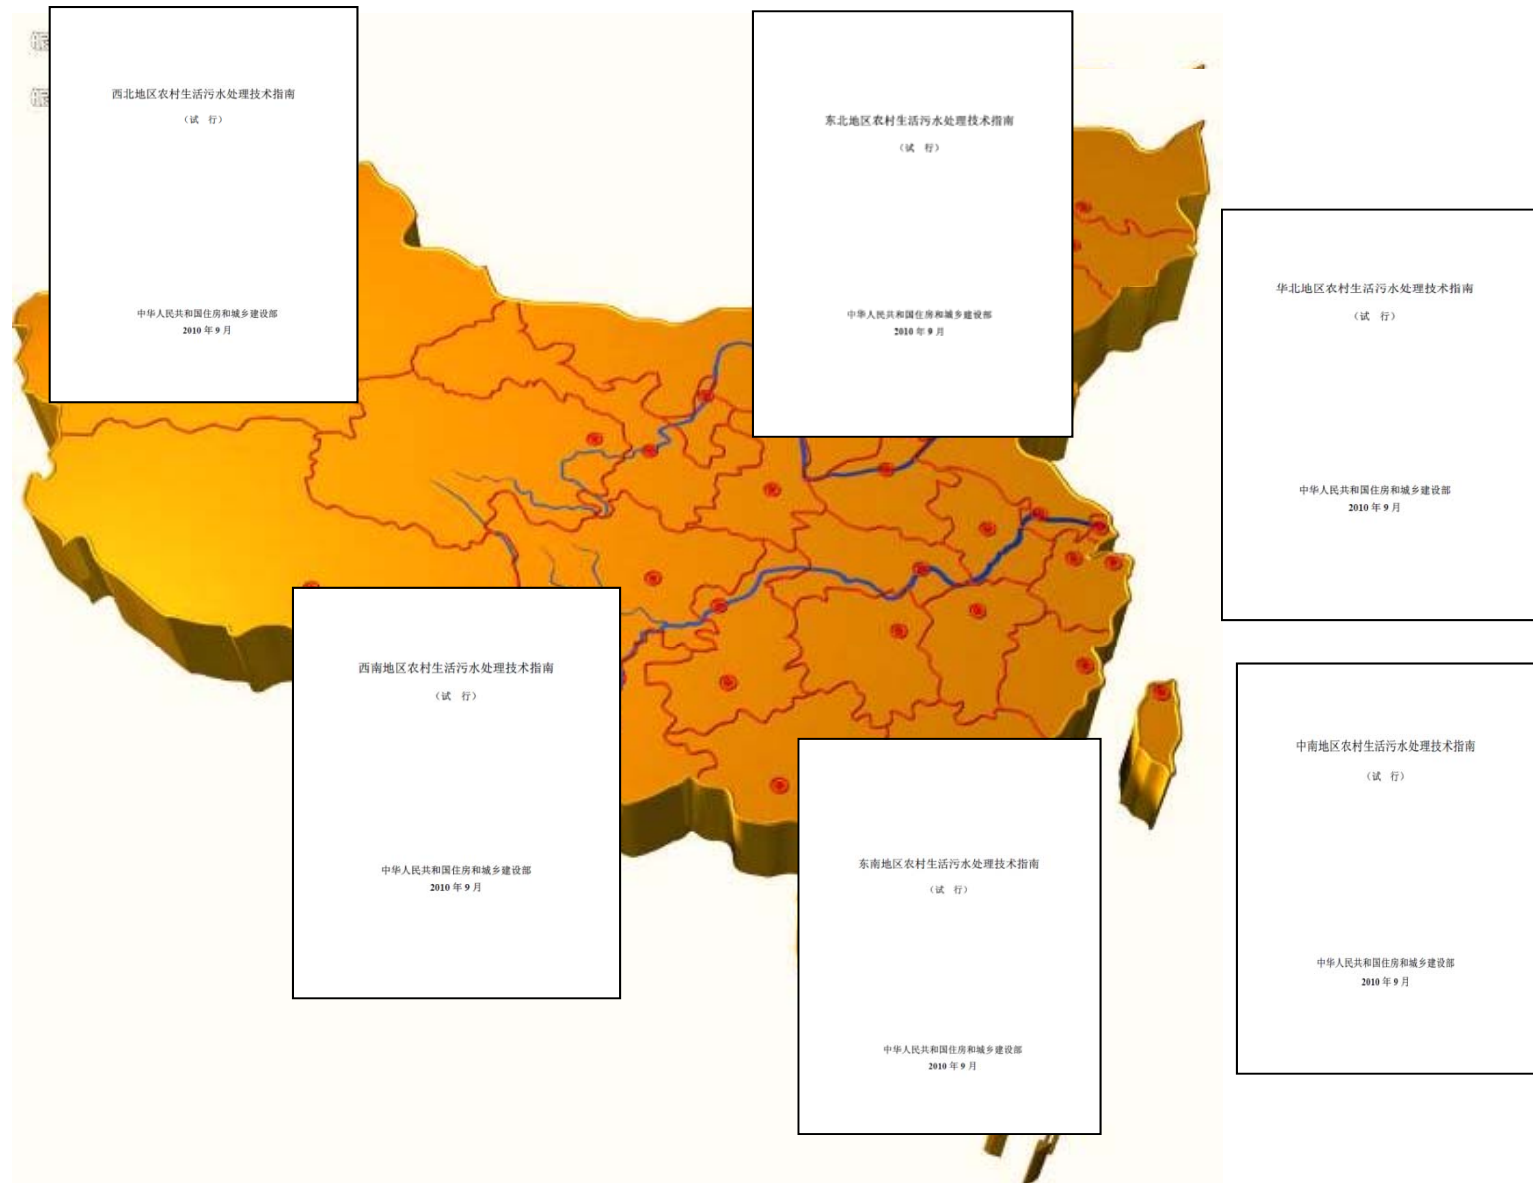 西北地区农村生活污水处理技术指南
（试 行）
中华人民共和国住房和城乡建设部
2010 年 9 月
东北地区农村生活污水处理技术指南
（试 行）
中华人民共和国住房和城乡建设部
2010 年 9 月
华北地区农村生活污水处理技术指南
（试 行）
中华人民共和国住房和城乡建设部
2010 年 9 月
西南地区农村生活污水处理技术指南
（试 行）
中华人民共和国住房和城乡建设部
2010 年 9 月
东南地区农村生活污水处理技术指南
（试 行）
中华人民共和国住房和城乡建设部
2010 年 9 月
中南地区农村生活污水处理技术指南
（试 行）
中华人民共和国住房和城乡建设部
2010 年 9 月